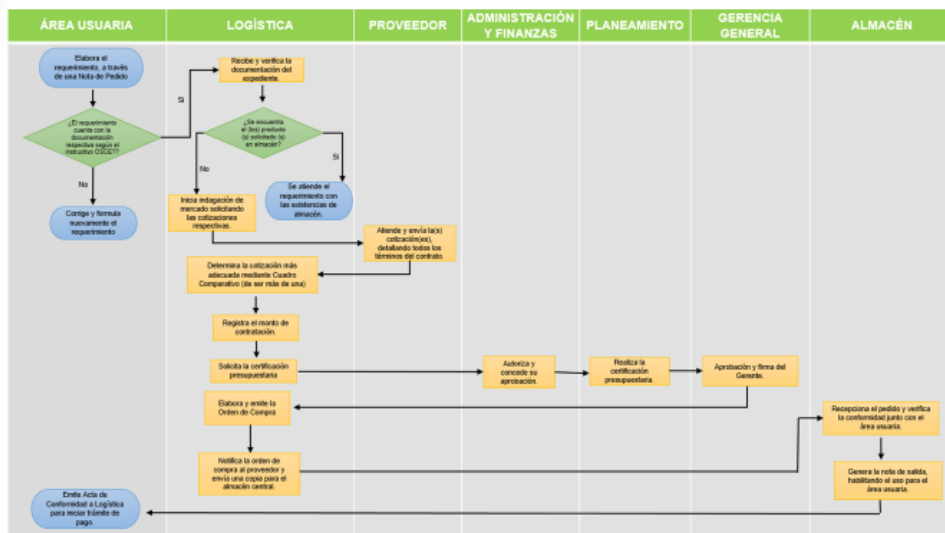 ÁREA USUARIA
LOGÍSTICA
PROVEEDOR
ADMINISTRACIÓN
Y FINANZAS
PLANEAMIENTO
GERENCIA
GENERAL
ALMACÉN
Elabora el
requerimiento, a través
de una Nota de Pedido
Recibe y verifica la
documentación del
expediente.
Si
¿El requerimiento
cuenta con la
documentación
respectiva según el
instructivo OSCE??
¿Se encuentra
el (los) producto
(s) solicitado (s)
en almacén?
No
Si
No
Corrige y formula
nuevamente el
requerimiento
Inicia indagación de
mercado solicitando
las cotizaciones
respectivas.
Se atiende el
requerimiento con
las existencias de
almacén.
Atiende y envía la(s)
cotización(es),
detallando todos los
términos del contrato.
Determina la cotización más
adecuada mediante Cuadro
Comparativo (de ser más de una)
Registra el monto de
contratación.
Solicita la certificación
presupuestaria
Autoriza y
concede su
aprobación.
Realiza la
certificación
presupuestaria.
Aprobación y firma del
Gerente.
Elabora y emite la
Orden de Compra
Recepciona el pedido y verifica
la conformidad junto con el
área usuaria.
Notifica la orden de
compra al proveedor y
envía una copia para el
almacén central.
Genera la nota de salida,
habilitando el uso para el
área usuaria.
Emite Acta de
Conformidad a Logística
para iniciar trámite de
pago.